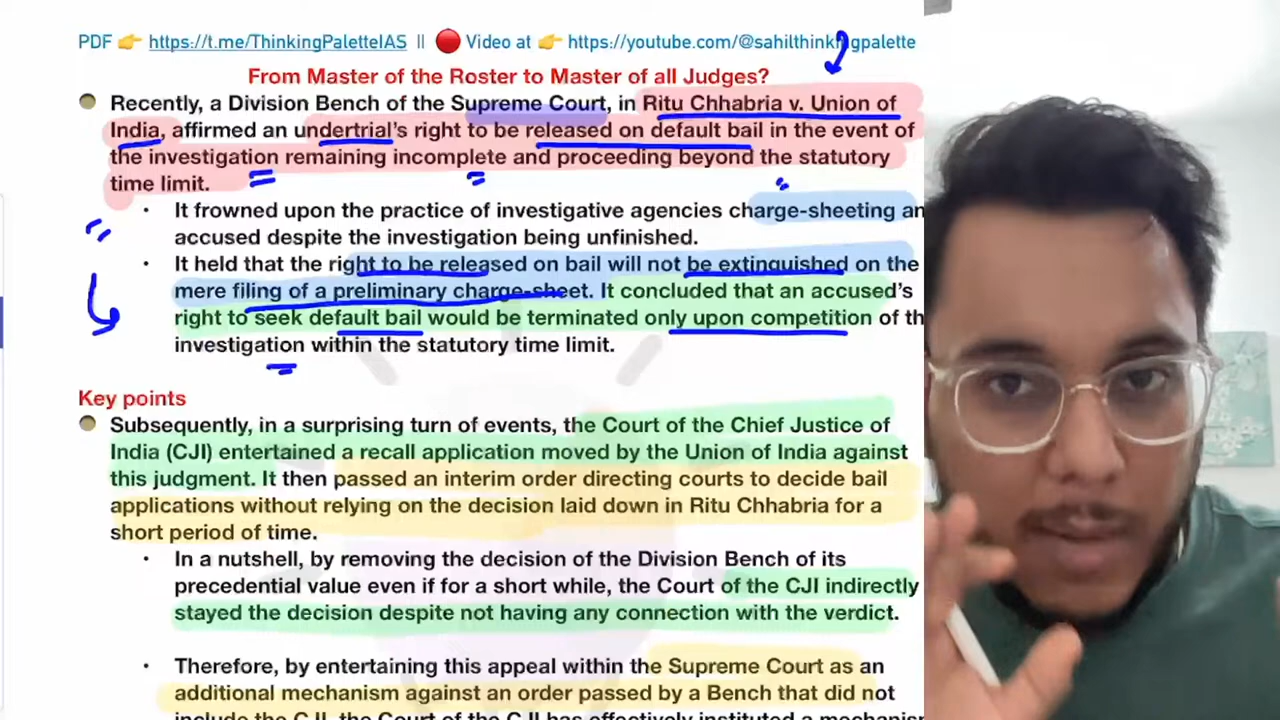 PDF 👉 https://t.me/ThinkingPaletteIAS || 🔴 Video at 👉 https://youtube.com/@sahilthinkingpalette
From Master of the Roster to Master of all Judges?
Recently, a Division Bench of the Supreme Court, in Ritu Chhabria v. Union of
India, affirmed an undertrial's right to be released on default bail in the event of
the investigation remaining incomplete and proceeding beyond the statutory
time limit.
• It frowned upon the practice of investigative agencies charge-sheeting an
accused despite the investigation being unfinished.
• It held that the right to be released on bail will not be extinguished on the
mere filing of a preliminary charge-sheet. It concluded that an accused's
right to seek default bail would be terminated only upon competition of th
investigation within the statutory time limit.
Key points
Subsequently, in a surprising turn of events, the Court of the Chief Justice of
India (CJI) entertained a recall application moved by the Union of India against
this judgment. It then passed an interim order directing courts to decide bail
applications without relying on the decision laid down in Ritu Chhabria for a
short period of time.
• In a nutshell, by removing the decision of the Division Bench of its
precedential value even if for a short while, the Court of the CJI indirectly
stayed the decision despite not having any connection with the verdict.
• Therefore, by entertaining this appeal within the Supreme Court as an
additional mechanism against an order passed by a Bench that did not
include the CJI, the Court of the CJI has effectively instituted a mechanism